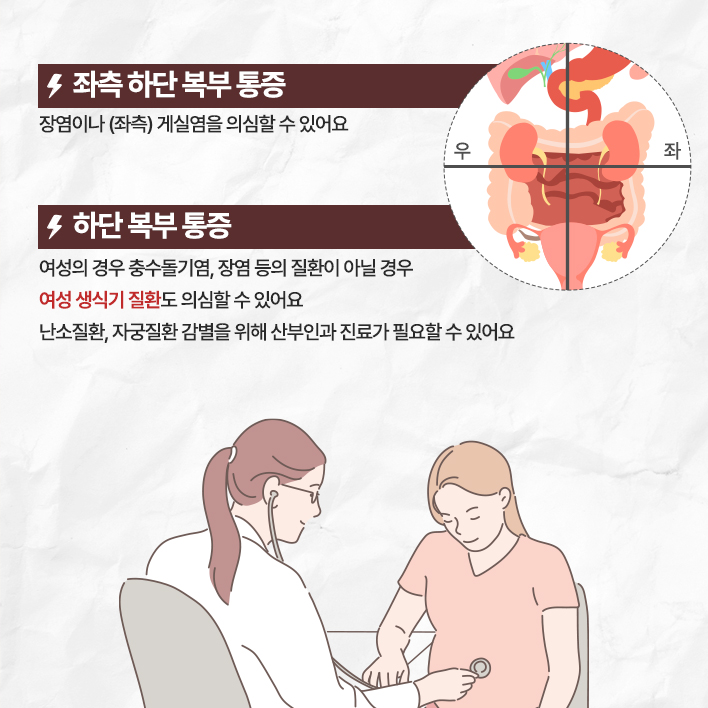 좌측 하단 복부 통증
장염이나 (좌측) 게실염을 의심할 수 있어요
우
좌
하단 복부 통증
여성의 경우 충수돌기염, 장염 등의 질환이 아닐 경우
여성 생식기 질환도 의심할 수 있어요
난소질환, 자궁질환 감별을 위해 산부인과 진료가 필요할 수 있어요